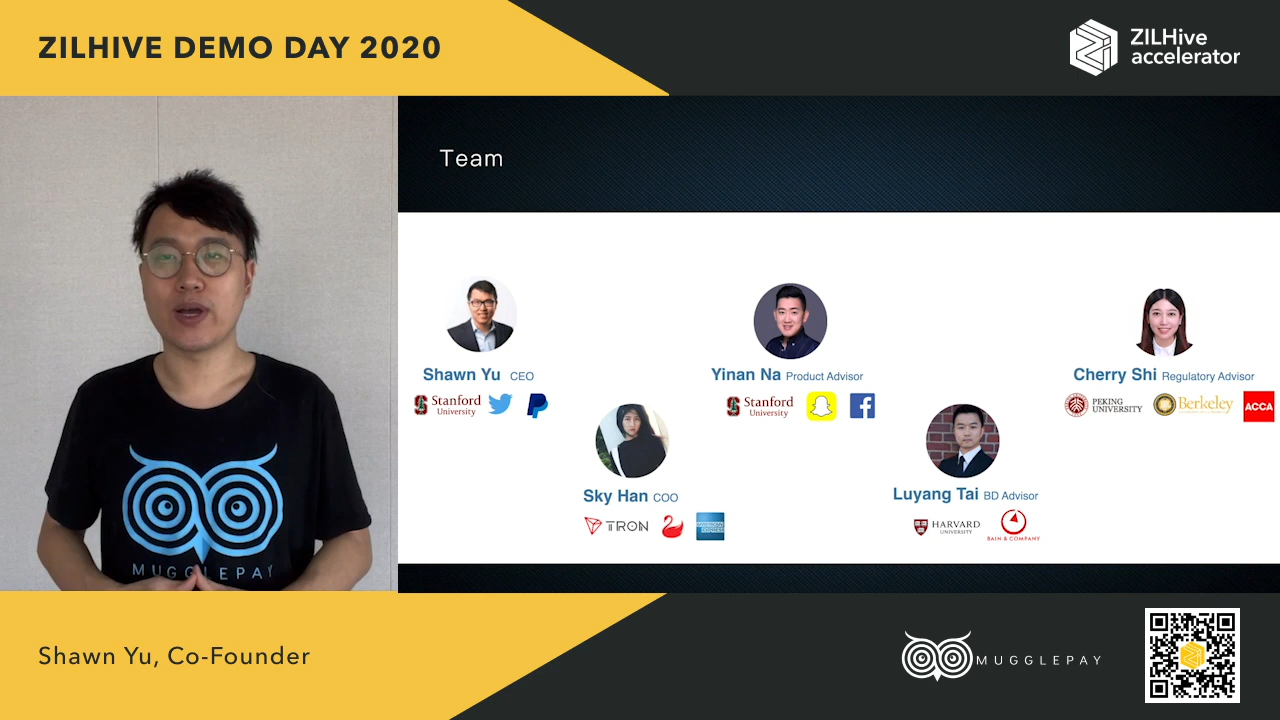 ZILHIVE DEMO DAY 2020
ZILHive
accelerator
Team
Shawn Yu CEO
Stanford
University
Yinan Na Product Advisor
Stanford
University
Cherry Shi Regulatory Advisor
PEKING
UNIVERSITY
Berkeley
ACCA
Sky Han COO
TRON
AMERICAN
EXPRESS
Luyang Tai BD Advisor
HARVARD
UNIVERSITY
BAIN & COMPANY
MUGGLEPAY
Shawn Yu, Co-Founder
MUGGLEPAY